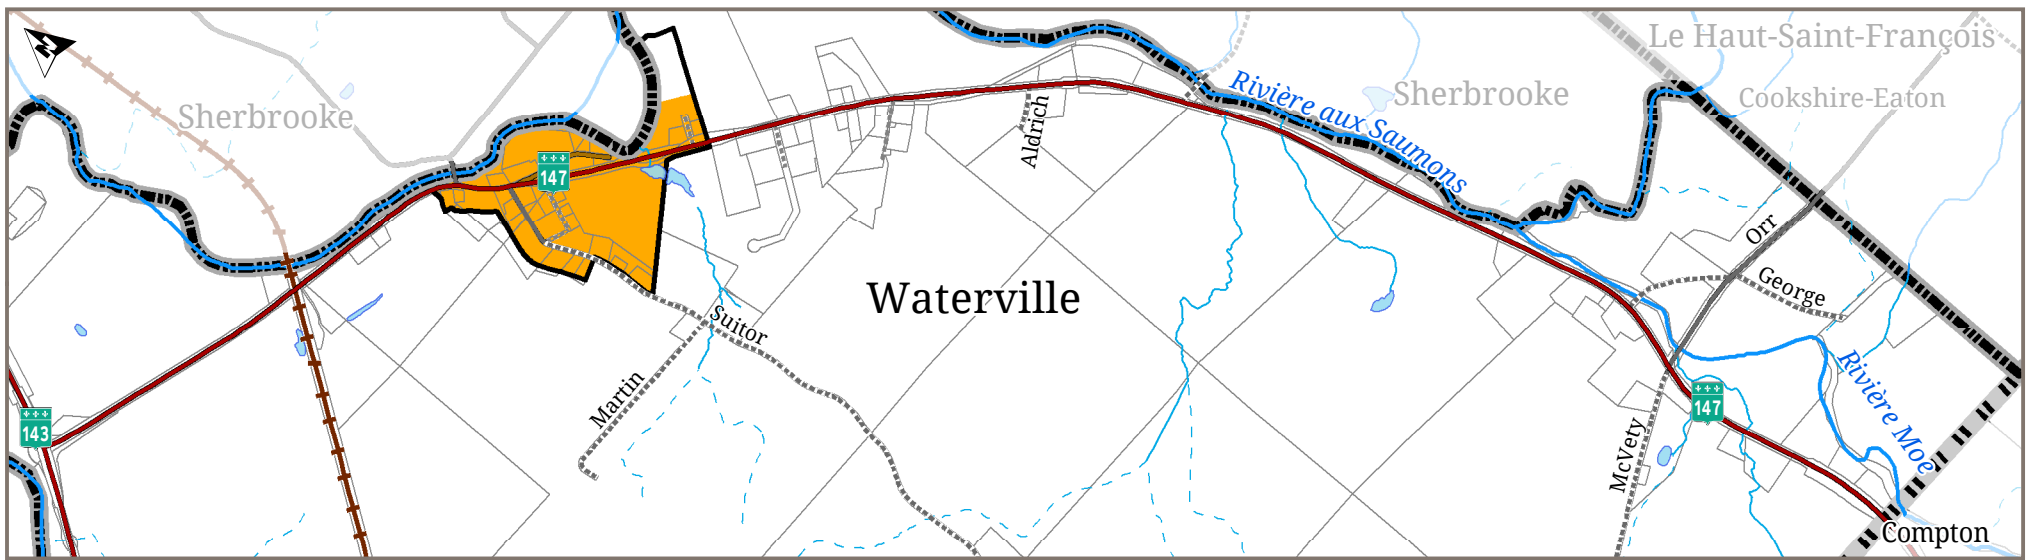 N
Le Haut-Saint-François
Sherbrooke
Sherbrooke
Cookshire-Eaton
Rivière aux Saumons
Aldrich
147
Orr
George
Waterville
Suitor
Martin
143
147
McVety
Rivière Moe
Compton